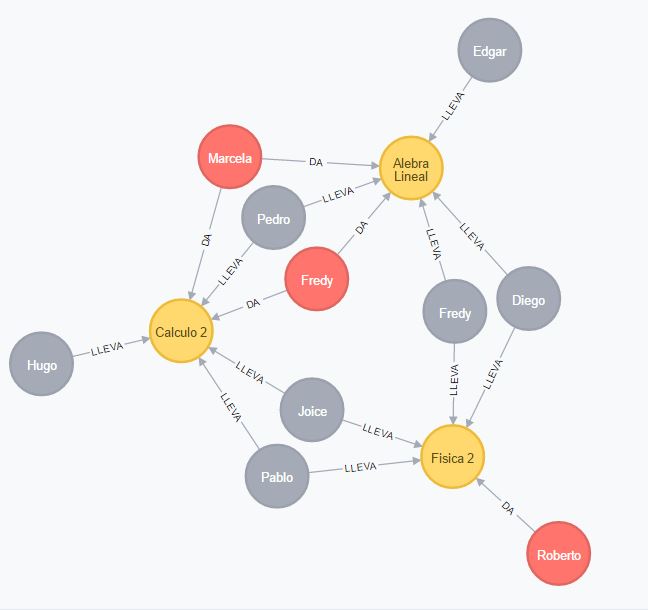 Edgar
LLEVA
Marcela
DA
Alebra
Lineal
Pedro
LLEVA
DA
LLEVA
DA
LLEVA
LLEVA
Fredy
DA
Fredy
Diego
Calculo 2
LLEVA
Hugo
LLEVA
LLEVA
LLEVA
LLEVA
Joice
LLEVA
Fisica 2
LLEVA
Pablo
DA
Roberto